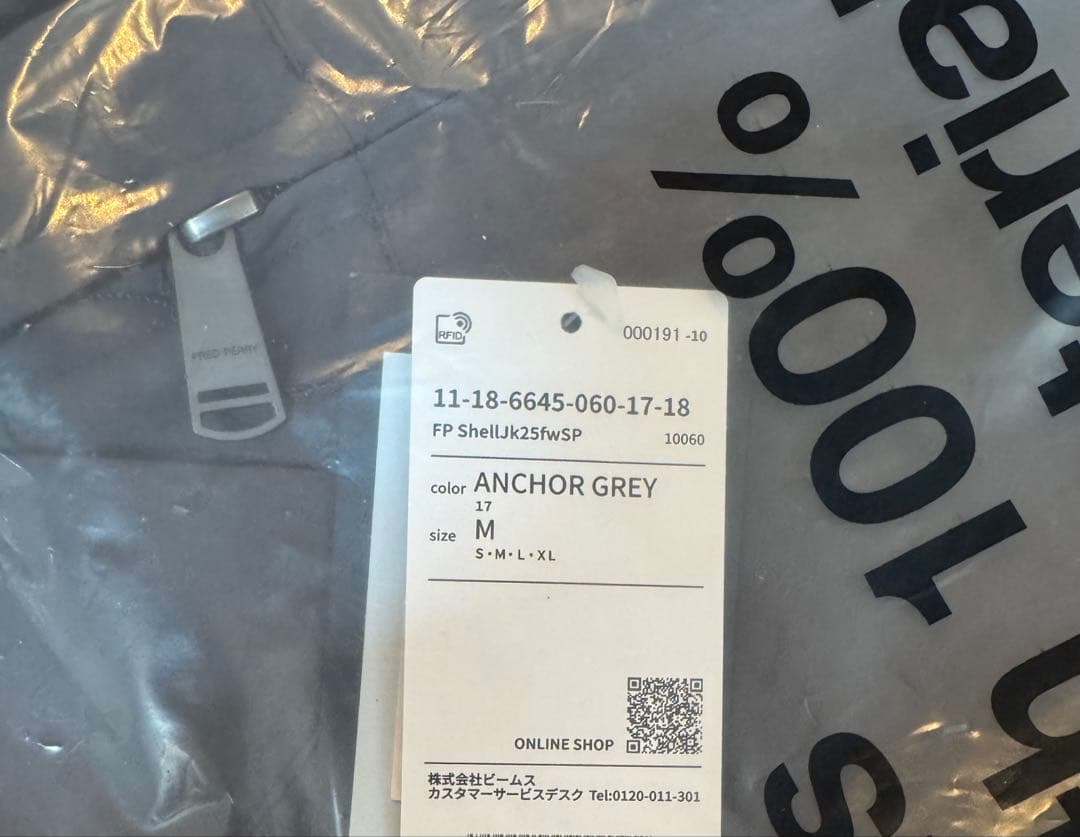 RFID
000191 -10
11-18-6645-060-17-18
FP ShellJk25fwSP
10060
color ANCHOR GREY
17
size M
S・M・L・XL
ONLINE SHOP
株式会社ビームス
カスタマーサービスデスク Tel:0120-011-301
FRED PERRY
100%